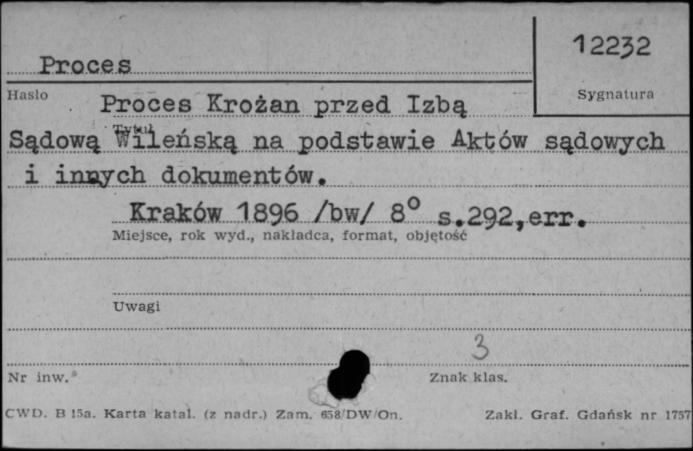 12232
Proces
Hasło
Sygnatura
Proces Krożan przed Izbą
Tytuł
Sądową Wileńską na podstawie Aktów sądowych
i innych dokumentów.
Kraków 1896 /bw/ 8° s.292,err.
Miejsce, rok wyd., nakładca, format, objętość
Uwagi
3
Nr inw.
Znak klas.
CWD. B 15a. Karta katal. (z nadr.) Zam. 658/DW/On.
Zakł. Graf. Gdańsk nr 1757